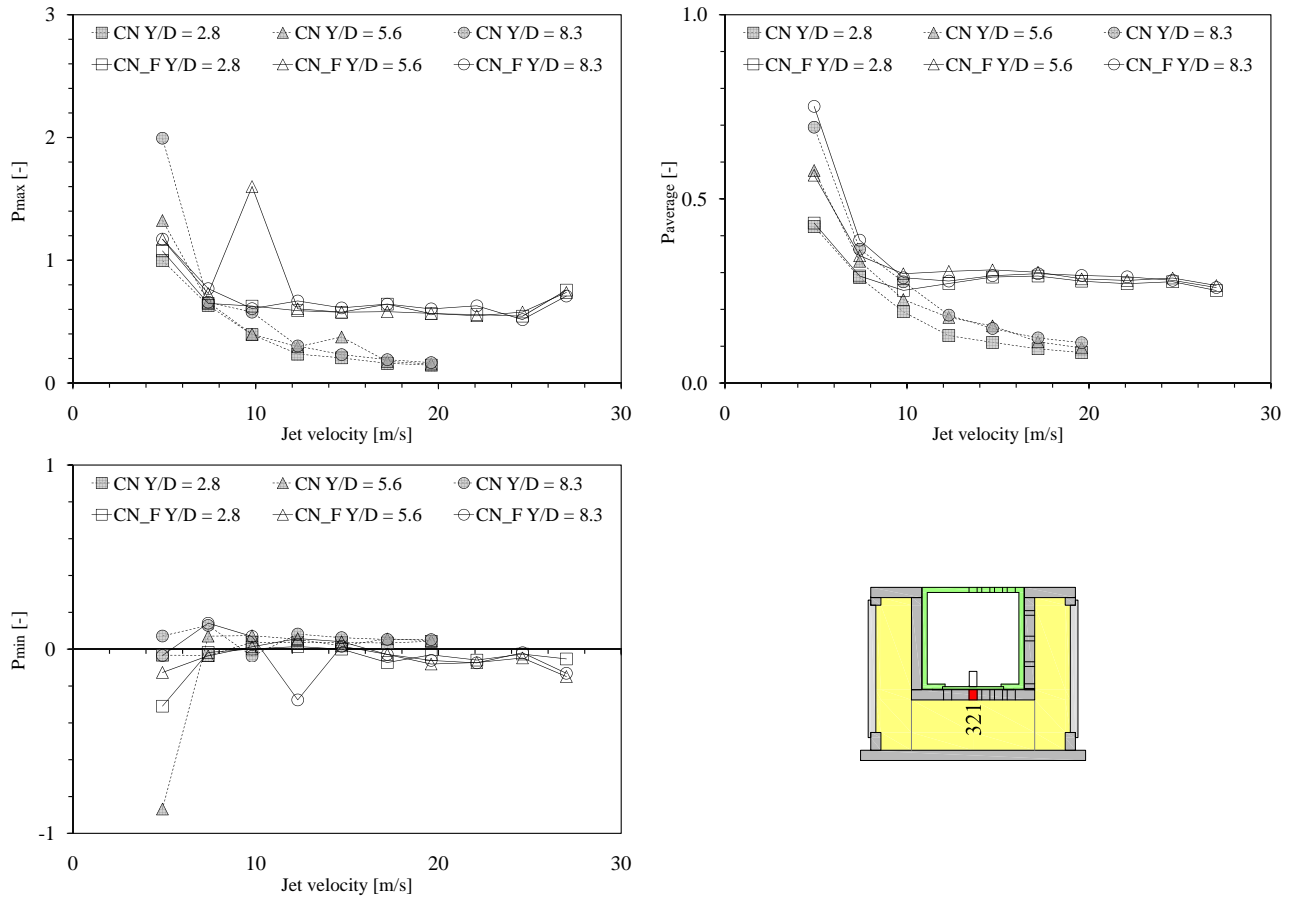 3
CN Y/D = 2.8 CN Y/D = 5.6 CN Y/D = 8.3
CN_F Y/D = 2.8 CN_F Y/D = 5.6 CN_F Y/D = 8.3
2
Pmax [-]
1
0
0 10 20 30
Jet velocity [m/s]
1.0
CN Y/D = 2.8 CN Y/D = 5.6 CN Y/D = 8.3
CN_F Y/D = 2.8 CN_F Y/D = 5.6 CN_F Y/D = 8.3
Paverage [-]
0.5
0.0
0 10 20 30
Jet velocity [m/s]
1
CN Y/D = 2.8 CN Y/D = 5.6 CN Y/D = 8.3
CN_F Y/D = 2.8 CN_F Y/D = 5.6 CN_F Y/D = 8.3
Pmin [-]
0
-1
0 10 20 30
Jet velocity [m/s]
321